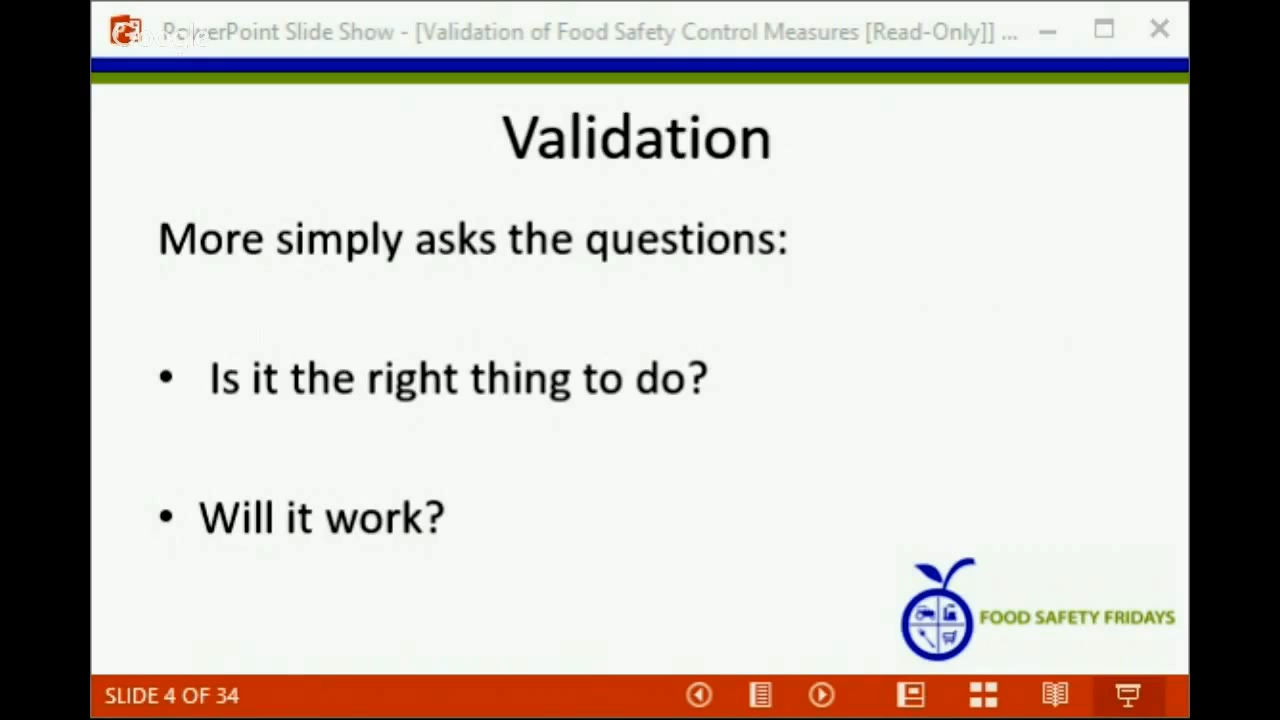 PowerPoint Slide Show - [Validation of Food Safety Control Measures [Read-Only]] ...
Google
Validation
More simply asks the questions:
• Is it the right thing to do?
• Will it work?
FOOD SAFETY FRIDAYS
SLIDE 4 OF 34